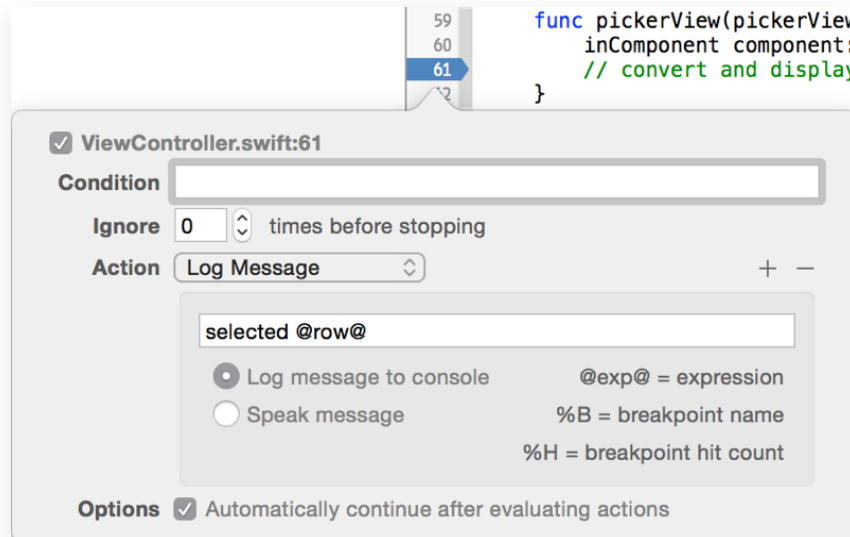 59 func pickerView(pickerView
60 inComponent component:
61 // convert and display
62 }
ViewController.swift:61
Condition
Ignore 0 times before stopping
Action Log Message + −
selected @row@
Log message to console @exp@ = expression
Speak message %B = breakpoint name
%H = breakpoint hit count
Options Automatically continue after evaluating actions